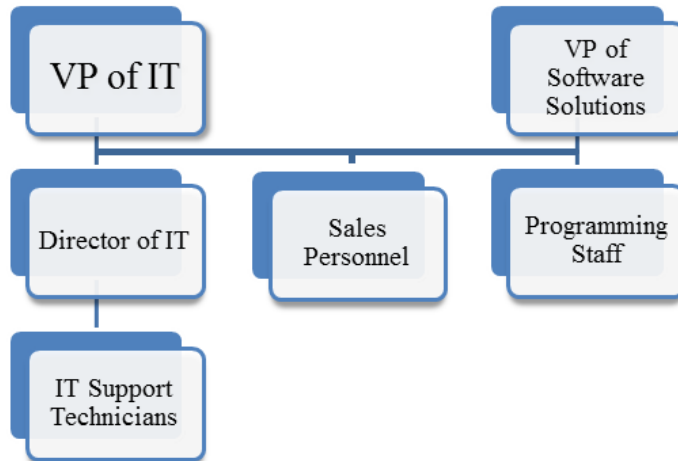 VP of IT
VP of
Software
Solutions
Director of IT
Sales
Personnel
Programming
Staff
IT Support
Technicians